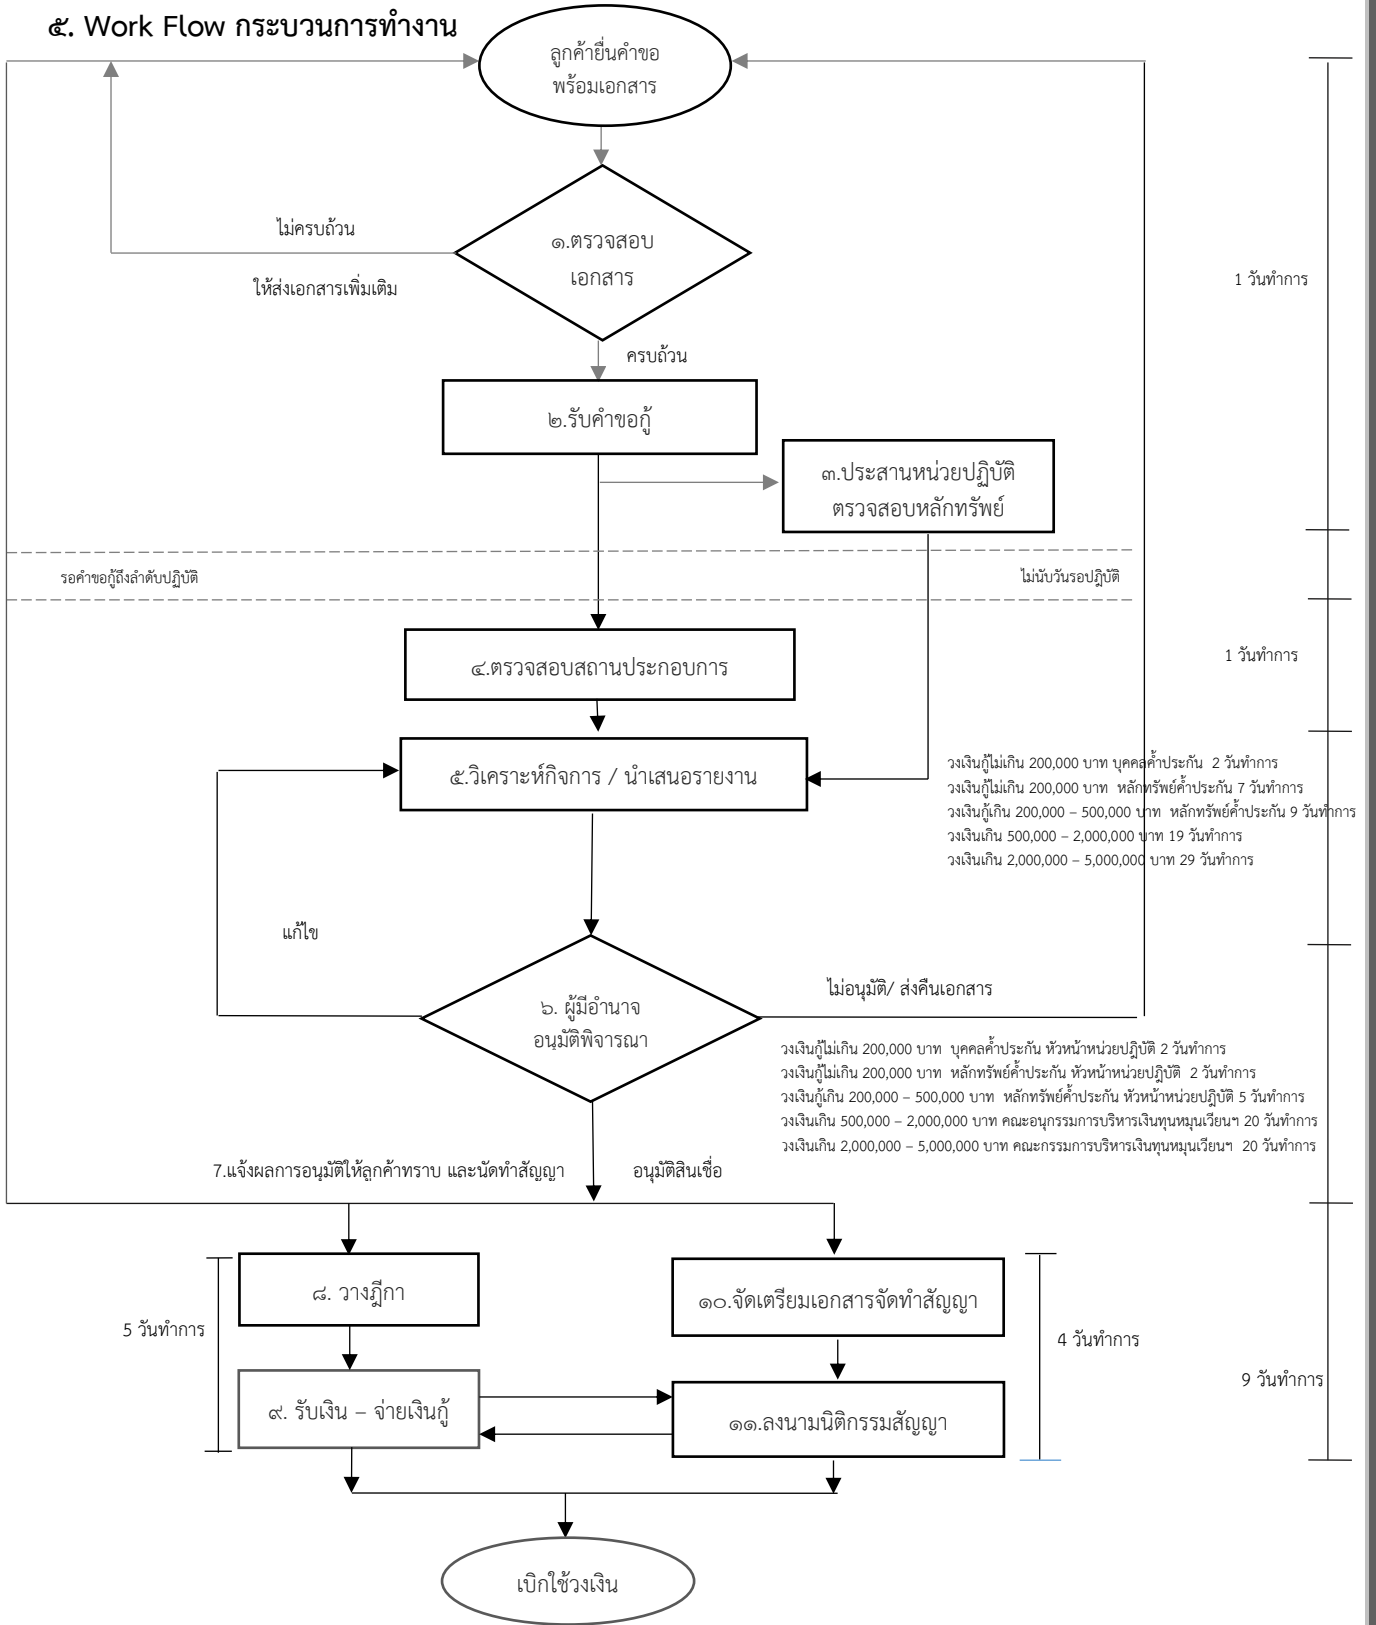 ๕. Work Flow กระบวนการทำงาน
ลูกค้ายื่นคำขอ
พร้อมเอกสาร
ไม่ครบถ้วน
ให้ส่งเอกสารเพิ่มเติม
๑.ตรวจสอบ
เอกสาร
1 วันทำการ
ครบถ้วน
๒.รับคำขอกู้
๓.ประสานหน่วยปฏิบัติ
ตรวจสอบหลักทรัพย์
รอคำขอกู้ถึงลำดับปฏิบัติ
ไม่นับวันรอปฏิบัติ
๔.ตรวจสอบสถานประกอบการ
1 วันทำการ
๕.วิเคราะห์กิจการ / นำเสนอรายงาน
วงเงินกู้ไม่เกิน 200,000 บาท บุคคลค้ำประกัน 2 วันทำการ
วงเงินกู้ไม่เกิน 200,000 บาท หลักทรัพย์ค้ำประกัน 7 วันทำการ
วงเงินกู้เกิน 200,000 – 500,000 บาท หลักทรัพย์ค้ำประกัน 9 วันทำการ
วงเงินเกิน 500,000 – 2,000,000 บาท 19 วันทำการ
วงเงินเกิน 2,000,000 – 5,000,000 บาท 29 วันทำการ
แก้ไข
๖. ผู้มีอำนาจ
อนุมัติพิจารณา
ไม่อนุมัติ/ ส่งคืนเอกสาร
วงเงินกู้ไม่เกิน 200,000 บาท บุคคลค้ำประกัน หัวหน้าหน่วยปฏิบัติ 2 วันทำการ
วงเงินกู้ไม่เกิน 200,000 บาท หลักทรัพย์ค้ำประกัน หัวหน้าหน่วยปฏิบัติ 2 วันทำการ
วงเงินกู้เกิน 200,000 – 500,000 บาท หลักทรัพย์ค้ำประกัน หัวหน้าหน่วยปฏิบัติ 5 วันทำการ
วงเงินเกิน 500,000 – 2,000,000 บาท คณะอนุกรรมการบริหารเงินทุนหมุนเวียนฯ 20 วันทำการ
วงเงินเกิน 2,000,000 – 5,000,000 บาท คณะกรรมการบริหารเงินทุนหมุนเวียนฯ 20 วันทำการ
7.แจ้งผลการอนุมัติให้ลูกค้าทราบ และนัดทำสัญญา
อนุมัติสินเชื่อ
๘. วางฎีกา
๑๐.จัดเตรียมเอกสารจัดทำสัญญา
5 วันทำการ
4 วันทำการ
9 วันทำการ
๙. รับเงิน – จ่ายเงินกู้
๑๑.ลงนามนิติกรรมสัญญา
เบิกใช้วงเงิน